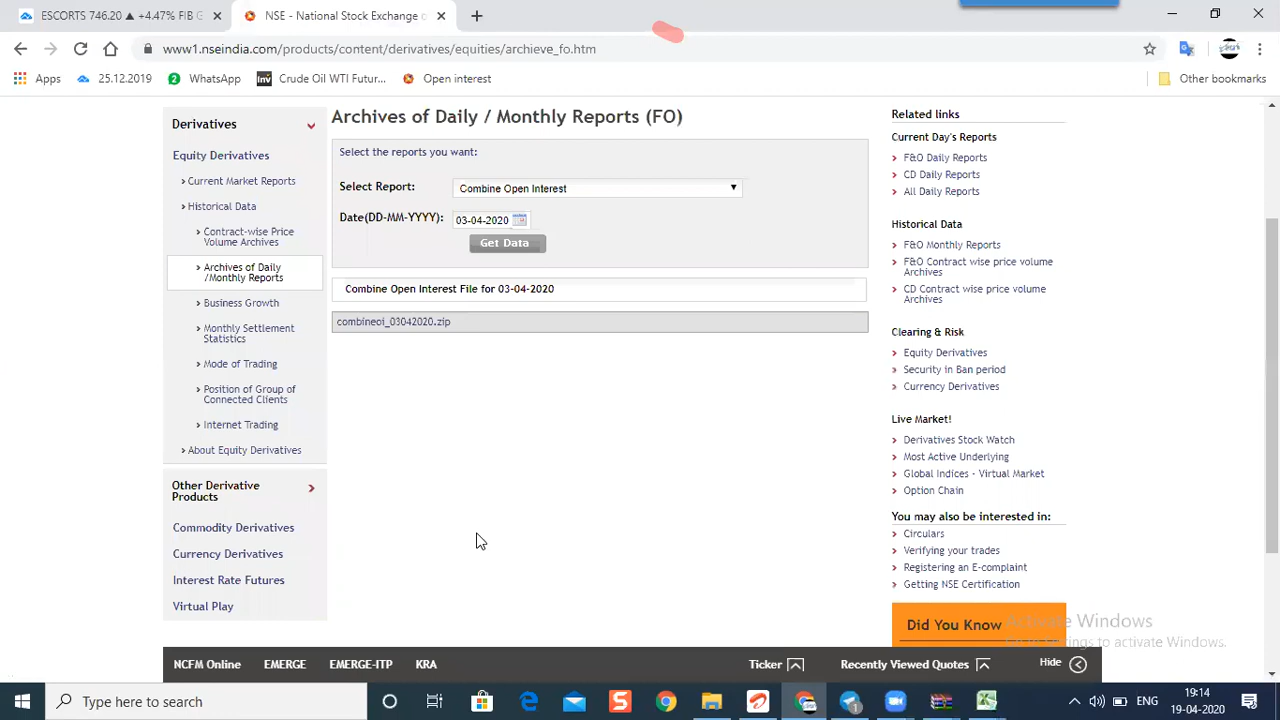 ESCORTS 746.20 ▲ +4.47% FIB G
NSE - National Stock Exchange o
www1.nseindia.com/products/content/derivatives/equities/archieve_fo.htm
Apps 25.12.2019 WhatsApp Crude Oil WTI Futur... Open interest Other bookmarks
Derivatives
Equity Derivatives
Current Market Reports
Historical Data
Contract-wise Price
Volume Archives
Archives of Daily
/Monthly Reports
Business Growth
Monthly Settlement
Statistics
Mode of Trading
Position of Group of
Connected Clients
Internet Trading
About Equity Derivatives
Other Derivative
Products
Commodity Derivatives
Currency Derivatives
Interest Rate Futures
Virtual Play
Archives of Daily / Monthly Reports (FO)
Select the reports you want:
Select Report: Combine Open Interest
Date(DD-MM-YYYY): 03-04-2020
Get Data
Combine Open Interest File for 03-04-2020
combineoi_03042020.zip
Related links
Current Day's Reports
F&O Daily Reports
CD Daily Reports
All Daily Reports
Historical Data
F&O Monthly Reports
F&O Contract wise price volume
Archives
CD Contract wise price volume
Archives
Clearing & Risk
Equity Derivatives
Security in Ban period
Currency Derivatives
Live Market!
Derivatives Stock Watch
Most Active Underlying
Global Indices - Virtual Market
Option Chain
You may also be interested in:
Circulars
Verifying your trades
Registering an E-complaint
Getting NSE Certification
Did You Know
Activate Windows
to activate Windows.
NCFM Online EMERGE EMERGE-ITP KRA Ticker Recently Viewed Quotes Hide
Type here to search
ENG
19:14
19-04-2020